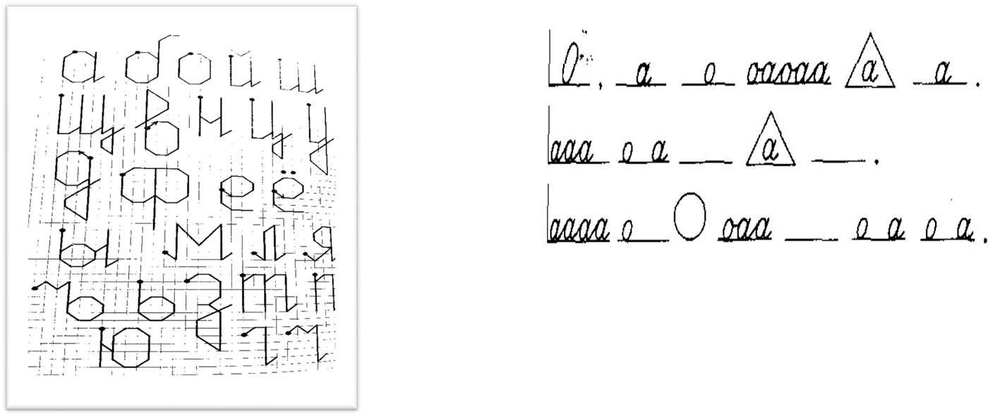 а б о й ш
щ и ц у
д ф е ё
ы м л я
ъ ь з п
ю
О, а о оаоаа а а.
ааа о а а.
аааа о оаа о а о а.